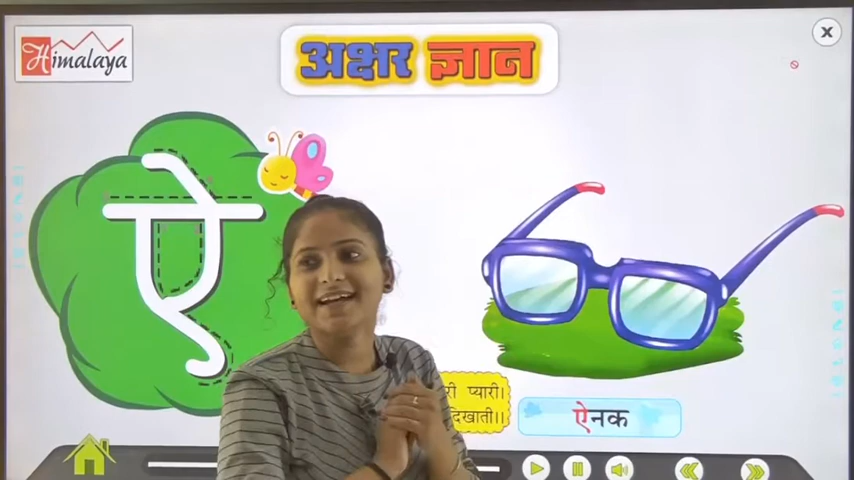 Himalaya
अक्षर ज्ञान
ऐ
प्यारी।
दिखाती।।
ऐनक